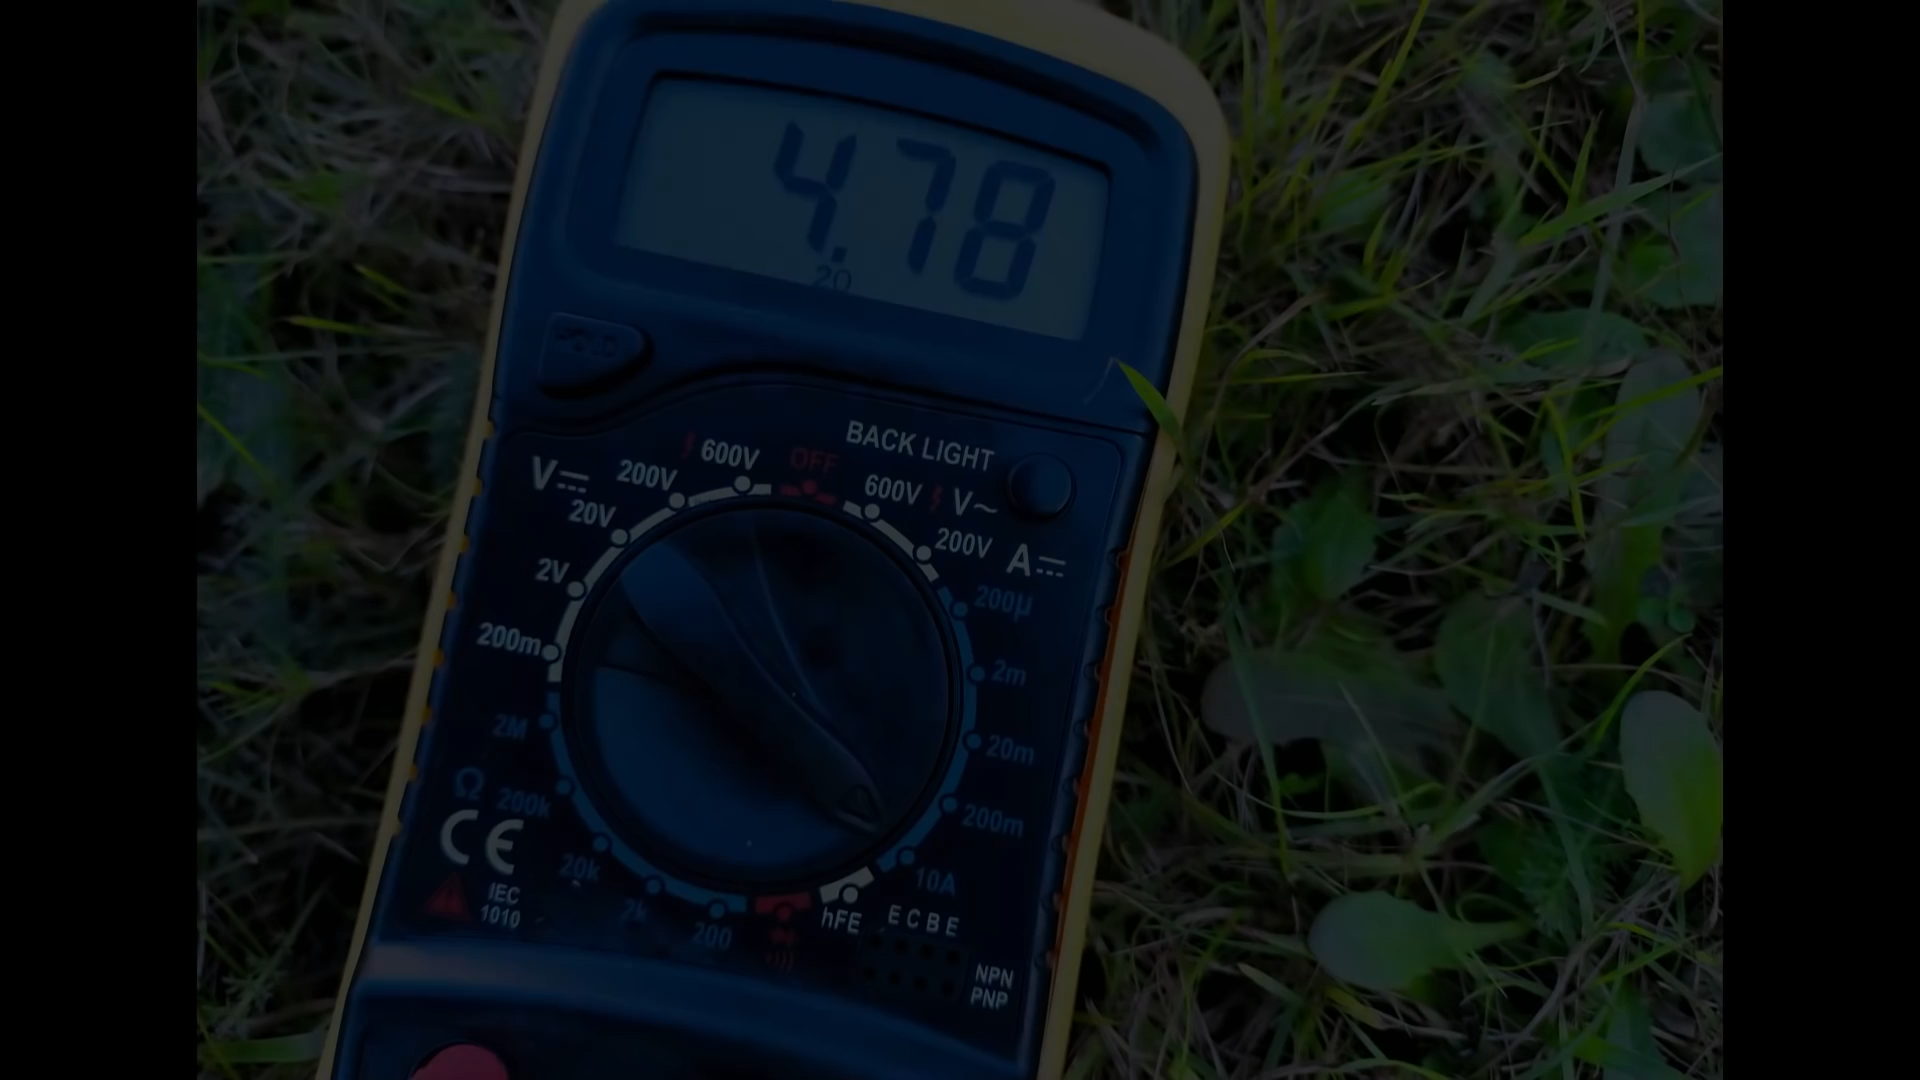 4.78
20
HOLD
BACK LIGHT
V⎓ 200V 600V OFF 600V V~
20V 200V A⎓
2V 200µ
200m 2m
2M 20m
Ω 200k 200m
CE 20k 10A
IEC
1010
2k 200 hFE E C B E
NPN
PNP